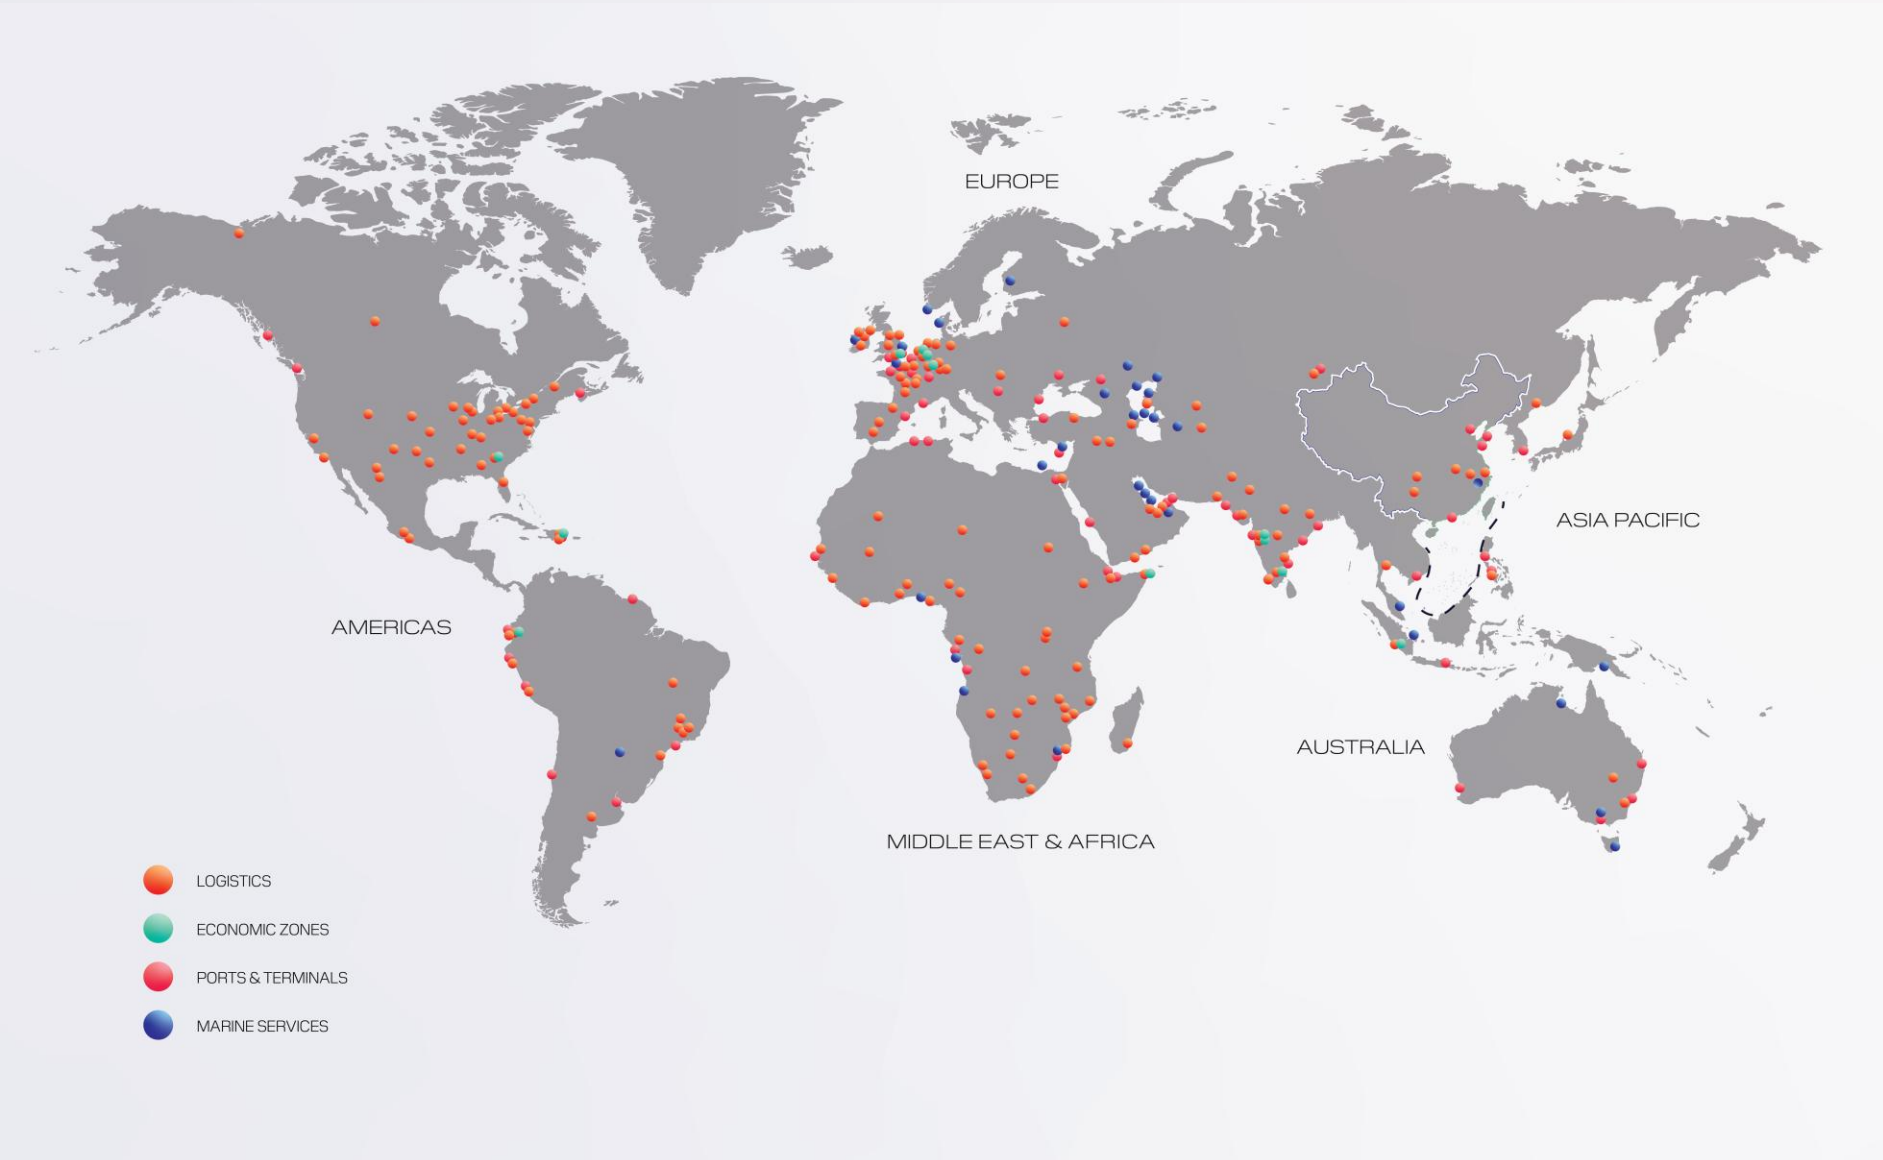 EUROPE
ASIA PACIFIC
AMERICAS
AUSTRALIA
MIDDLE EAST & AFRICA
LOGISTICS
ECONOMIC ZONES
PORTS & TERMINALS
MARINE SERVICES